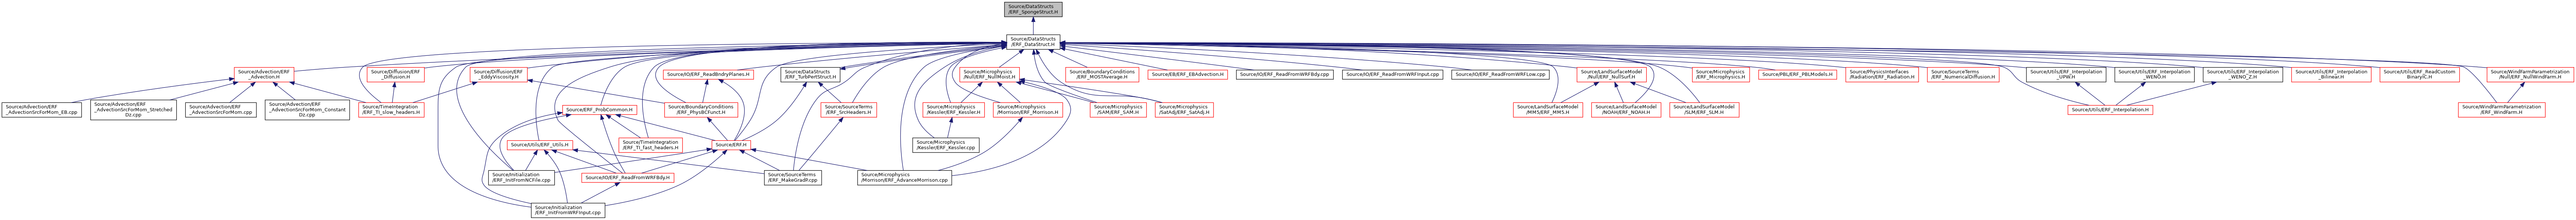 Source/DataStructs
/ERF_SpongeStruct.H
Source/DataStructs
/ERF_DataStruct.H
Source/Advection/ERF
_Advection.H
Source/Diffusion/ERF
_Diffusion.H
Source/Diffusion/ERF
_EddyViscosity.H
Source/IO/ERF_ReadBndryPlanes.H
Source/DataStructs
/ERF_TurbPertStruct.H
Source/Microphysics
/Null/ERF_NullMoist.H
Source/BoundaryConditions
/ERF_MOSTAverage.H
Source/EB/ERF_EBAdvection.H
Source/IO/ERF_ReadFromWRFBdy.cpp
Source/IO/ERF_ReadFromWRFInput.cpp
Source/IO/ERF_ReadFromWRFLow.cpp
Source/LandSurfaceModel
/Null/ERF_NullSurf.H
Source/Microphysics
/ERF_Microphysics.H
Source/PBL/ERF_PBLModels.H
Source/PhysicsInterfaces
/Radiation/ERF_Radiation.H
Source/SourceTerms
/ERF_NumericalDiffusion.H
Source/Utils/ERF_Interpolation
_UPW.H
Source/Utils/ERF_Interpolation
_WENO.H
Source/Utils/ERF_Interpolation
_WENO_Z.H
Source/Utils/ERF_Interpolation
_Bilinear.H
Source/Utils/ERF_ReadCustom
BinaryIC.H
Source/WindFarmParametrization
/Null/ERF_NullWindFarm.H
Source/Advection/ERF
_AdvectionSrcForMom_EB.cpp
Source/Advection/ERF
_AdvectionSrcForMom_Stretched
Dz.cpp
Source/Advection/ERF
_AdvectionSrcForMom.cpp
Source/Advection/ERF
_AdvectionSrcForMom_Constant
Dz.cpp
Source/TimeIntegration
/ERF_TI_slow_headers.H
Source/ERF_ProbCommon.H
Source/BoundaryConditions
/ERF_PhysBCFunct.H
Source/SourceTerms
/ERF_SrcHeaders.H
Source/Microphysics
/Kessler/ERF_Kessler.H
Source/Microphysics
/Morrison/ERF_Morrison.H
Source/Microphysics
/SAM/ERF_SAM.H
Source/Microphysics
/SatAdj/ERF_SatAdj.H
Source/LandSurfaceModel
/MM5/ERF_MM5.H
Source/LandSurfaceModel
/NOAH/ERF_NOAH.H
Source/LandSurfaceModel
/SLM/ERF_SLM.H
Source/Utils/ERF_Interpolation.H
Source/WindFarmParametrization
/ERF_WindFarm.H
Source/Utils/ERF_Utils.H
Source/TimeIntegration
/ERF_TI_fast_headers.H
Source/ERF.H
Source/Microphysics
/Kessler/ERF_Kessler.cpp
Source/Initialization
/ERF_InitFromNCFile.cpp
Source/IO/ERF_ReadFromWRFBdy.H
Source/SourceTerms
/ERF_MakeGradP.cpp
Source/Microphysics
/Morrison/ERF_AdvanceMorrison.cpp
Source/Initialization
/ERF_InitFromWRFInput.cpp